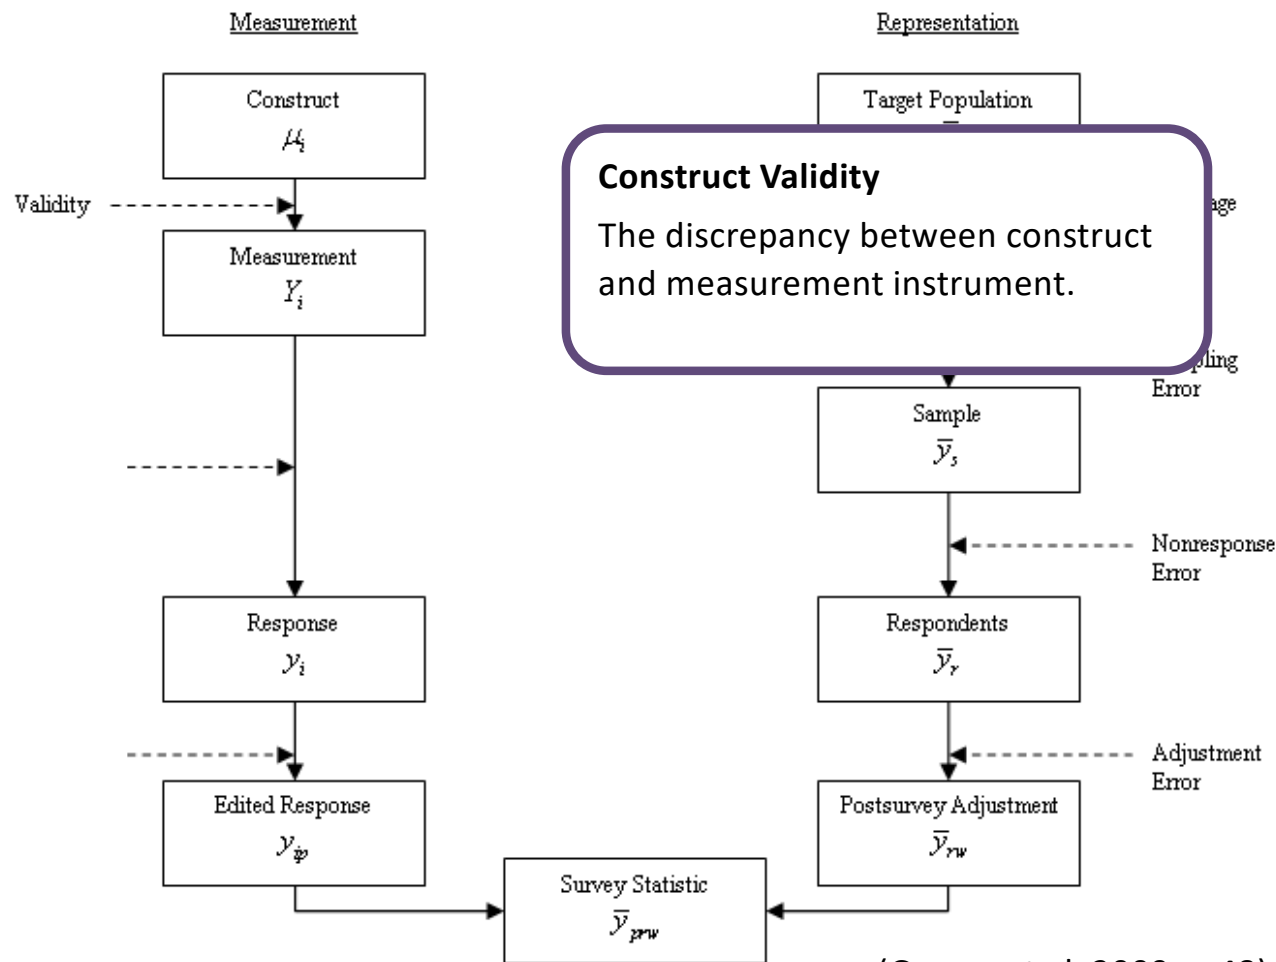 Measurement
Construct
μi
Validity
Measurement
Yi
Response
yi
Edited Response
yip
Representation
Target Population
Construct Validity
The discrepancy between construct
and measurement instrument.
Error
Sample
ȳs
Nonresponse
Error
Respondents
ȳr
Adjustment
Error
Postsurvey Adjustment
ȳrw
Survey Statistic
ȳprw